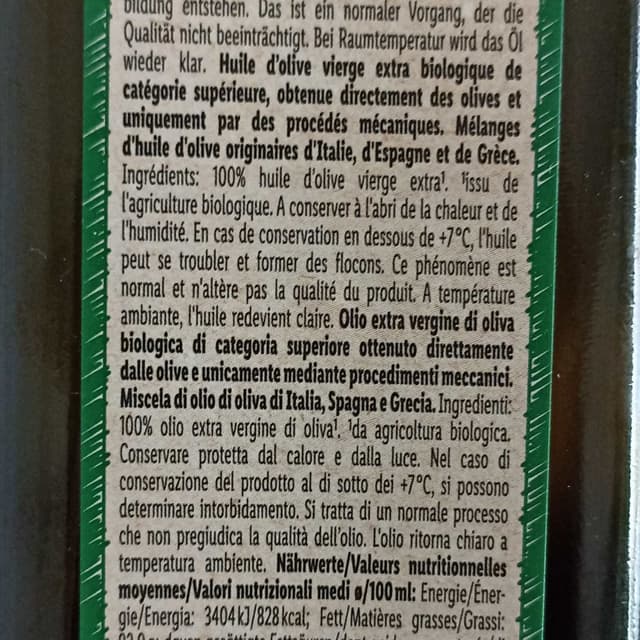 bildung entstehen. Das ist ein normaler Vorgang, der die
Qualität nicht beeinträchtigt. Bei Raumtemperatur wird das Öl
wieder klar. Huile d'olive vierge extra biologique de
catégorie supérieure, obtenue directement des olives et
uniquement par des procédés mécaniques. Mélanges
d'huile d'olive originaires d'Italie, d'Espagne et de Grèce.
Ingrédients: 100% huile d'olive vierge extra¹. ¹issu de
l'agriculture biologique. A conserver à l'abri de la chaleur et de
l'humidité. En cas de conservation en dessous de +7°C, l'huile
peut se troubler et former des flocons. Ce phénomène est
normal et n'altère pas la qualité du produit. A température
ambiante, l'huile redevient claire. Olio extra vergine di oliva
biologica di categoria superiore ottenuto direttamente
dalle olive e unicamente mediante procedimenti meccanici.
Miscela di olio di oliva di Italia, Spagna e Grecia. Ingredienti:
100% olio extra vergine di oliva¹. ¹da agricoltura biologica.
Conservare protetta dal calore e dalla luce. Nel caso di
conservazione del prodotto al di sotto dei +7°C, si possono
determinare intorbidamento. Si tratta di un normale processo
che non pregiudica la qualità dell'olio. L'olio ritorna chiaro a
temperatura ambiente. Nährwerte/Valeurs nutritionnelles
moyennes/Valori nutrizionali medi ø/100 ml: Energie/Éner-
gie/Energia: 3404 kJ/828 kcal; Fett/Matières grasses/Grassi: